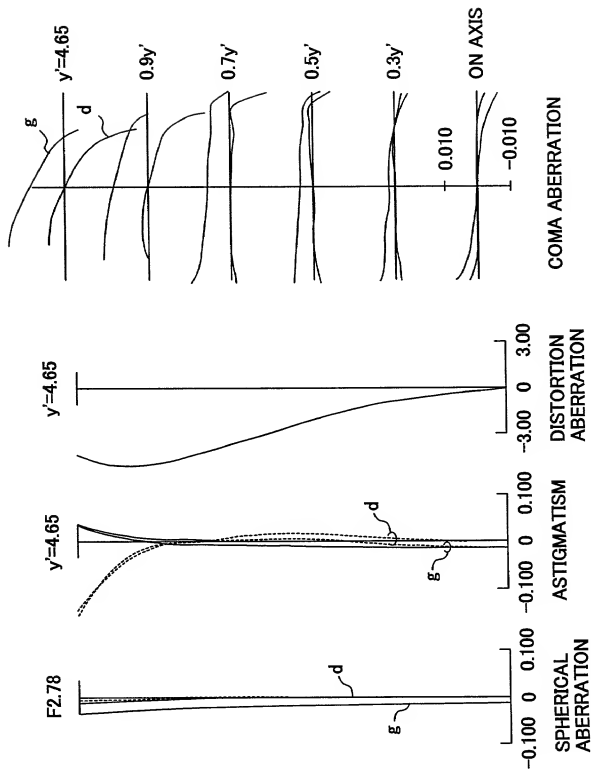 F2.78
d
g
-0.100
0
0.100
SPHERICAL
ABERRATION
y'=4.65
d
g
-0.100
0
0.100
ASTIGMATISM
y'=4.65
-3.00
0
3.00
DISTORTION
ABERRATION
g
d
y'=4.65
0.9y'
0.7y'
0.5y'
0.3y'
ON AXIS
0.010
-0.010
COMA ABERRATION